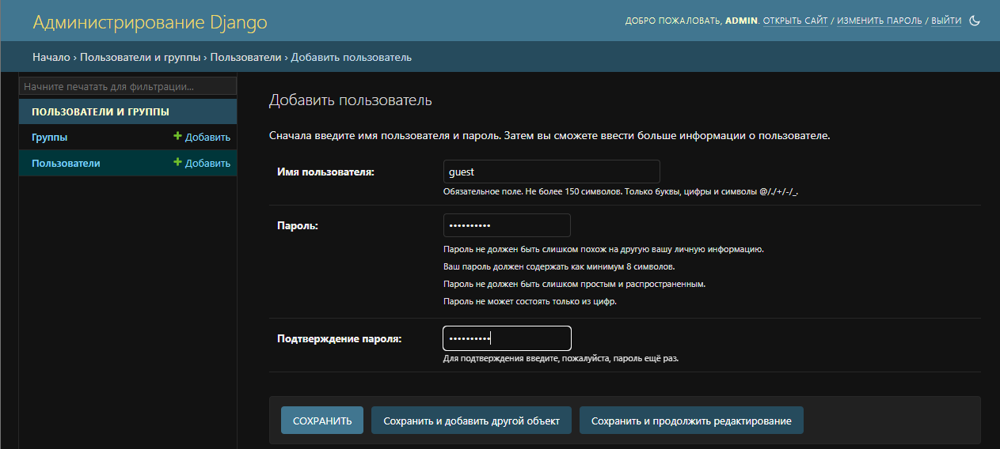 Администрирование Django
ДОБРО ПОЖАЛОВАТЬ, ADMIN. ОТКРЫТЬ САЙТ / ИЗМЕНИТЬ ПАРОЛЬ / ВЫЙТИ
Начало › Пользователи и группы › Пользователи › Добавить пользователь
Начните печатать для фильтрации...
ПОЛЬЗОВАТЕЛИ И ГРУППЫ
Группы + Добавить
Пользователи + Добавить
Добавить пользователь
Сначала введите имя пользователя и пароль. Затем вы сможете ввести больше информации о пользователе.
Имя пользователя: guest
Обязательное поле. Не более 150 символов. Только буквы, цифры и символы @/./+/-/_.
Пароль: ••••••••••
Пароль не должен быть слишком похож на другую вашу личную информацию.
Ваш пароль должен содержать как минимум 8 символов.
Пароль не должен быть слишком простым и распространенным.
Пароль не может состоять только из цифр.
Подтверждение пароля: ••••••••••
Для подтверждения введите, пожалуйста, пароль ещё раз.
СОХРАНИТЬ Сохранить и добавить другой объект Сохранить и продолжить редактирование